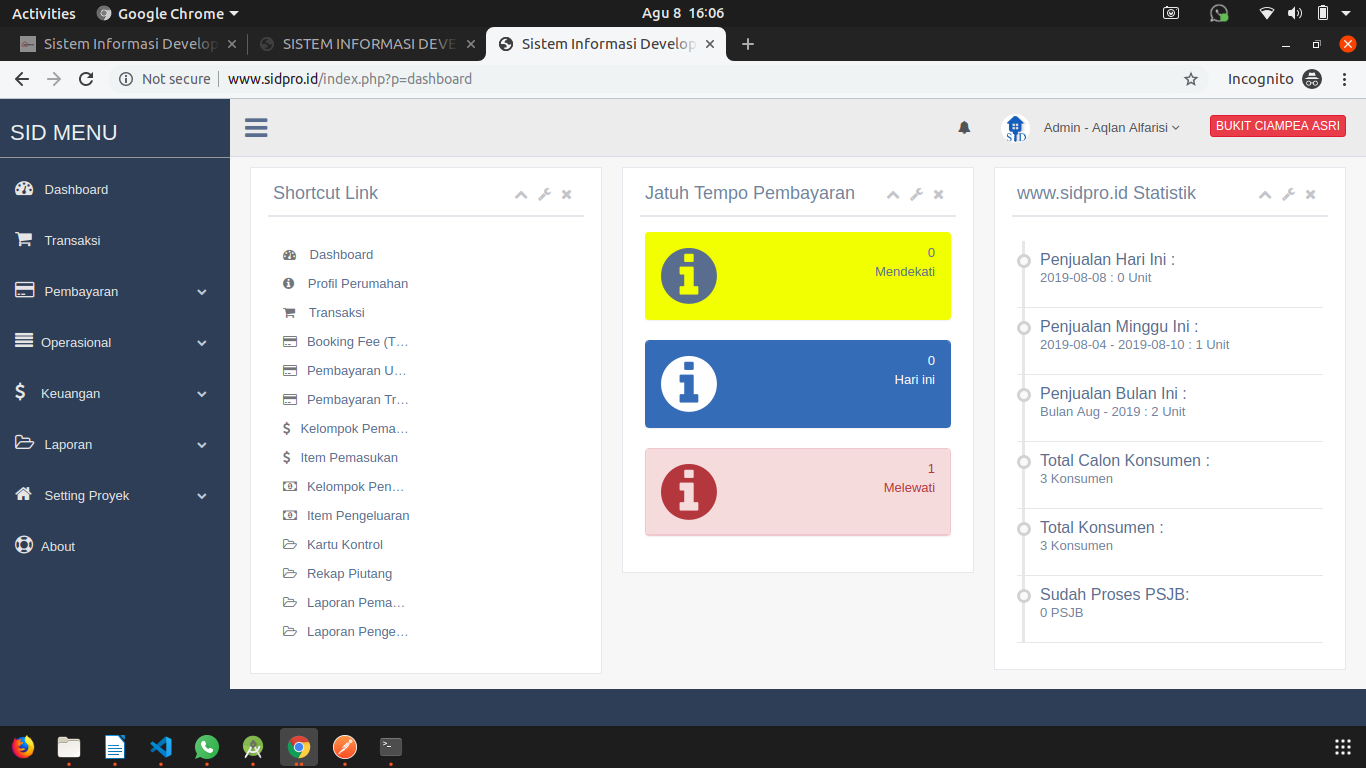 Activities Google Chrome Agu 8 16:06
Sistem Informasi Develop SISTEM INFORMASI DEVE Sistem Informasi Develop
Not secure www.sidpro.id/index.php?p=dashboard Incognito
SID MENU
Dashboard
Transaksi
Pembayaran
Operasional
Keuangan
Laporan
Setting Proyek
About
SID Admin - Aqlan Alfarisi BUKIT CIAMPEA ASRI
Shortcut Link
Dashboard
Profil Perumahan
Transaksi
Booking Fee (T…
Pembayaran U…
Pembayaran Tr…
Kelompok Pema…
Item Pemasukan
Kelompok Pen…
Item Pengeluaran
Kartu Kontrol
Rekap Piutang
Laporan Pema…
Laporan Penge…
Jatuh Tempo Pembayaran
0
Mendekati
0
Hari ini
1
Melewati
www.sidpro.id Statistik
Penjualan Hari Ini :
2019-08-08 : 0 Unit
Penjualan Minggu Ini :
2019-08-04 - 2019-08-10 : 1 Unit
Penjualan Bulan Ini :
Bulan Aug - 2019 : 2 Unit
Total Calon Konsumen :
3 Konsumen
Total Konsumen :
3 Konsumen
Sudah Proses PSJB:
0 PSJB